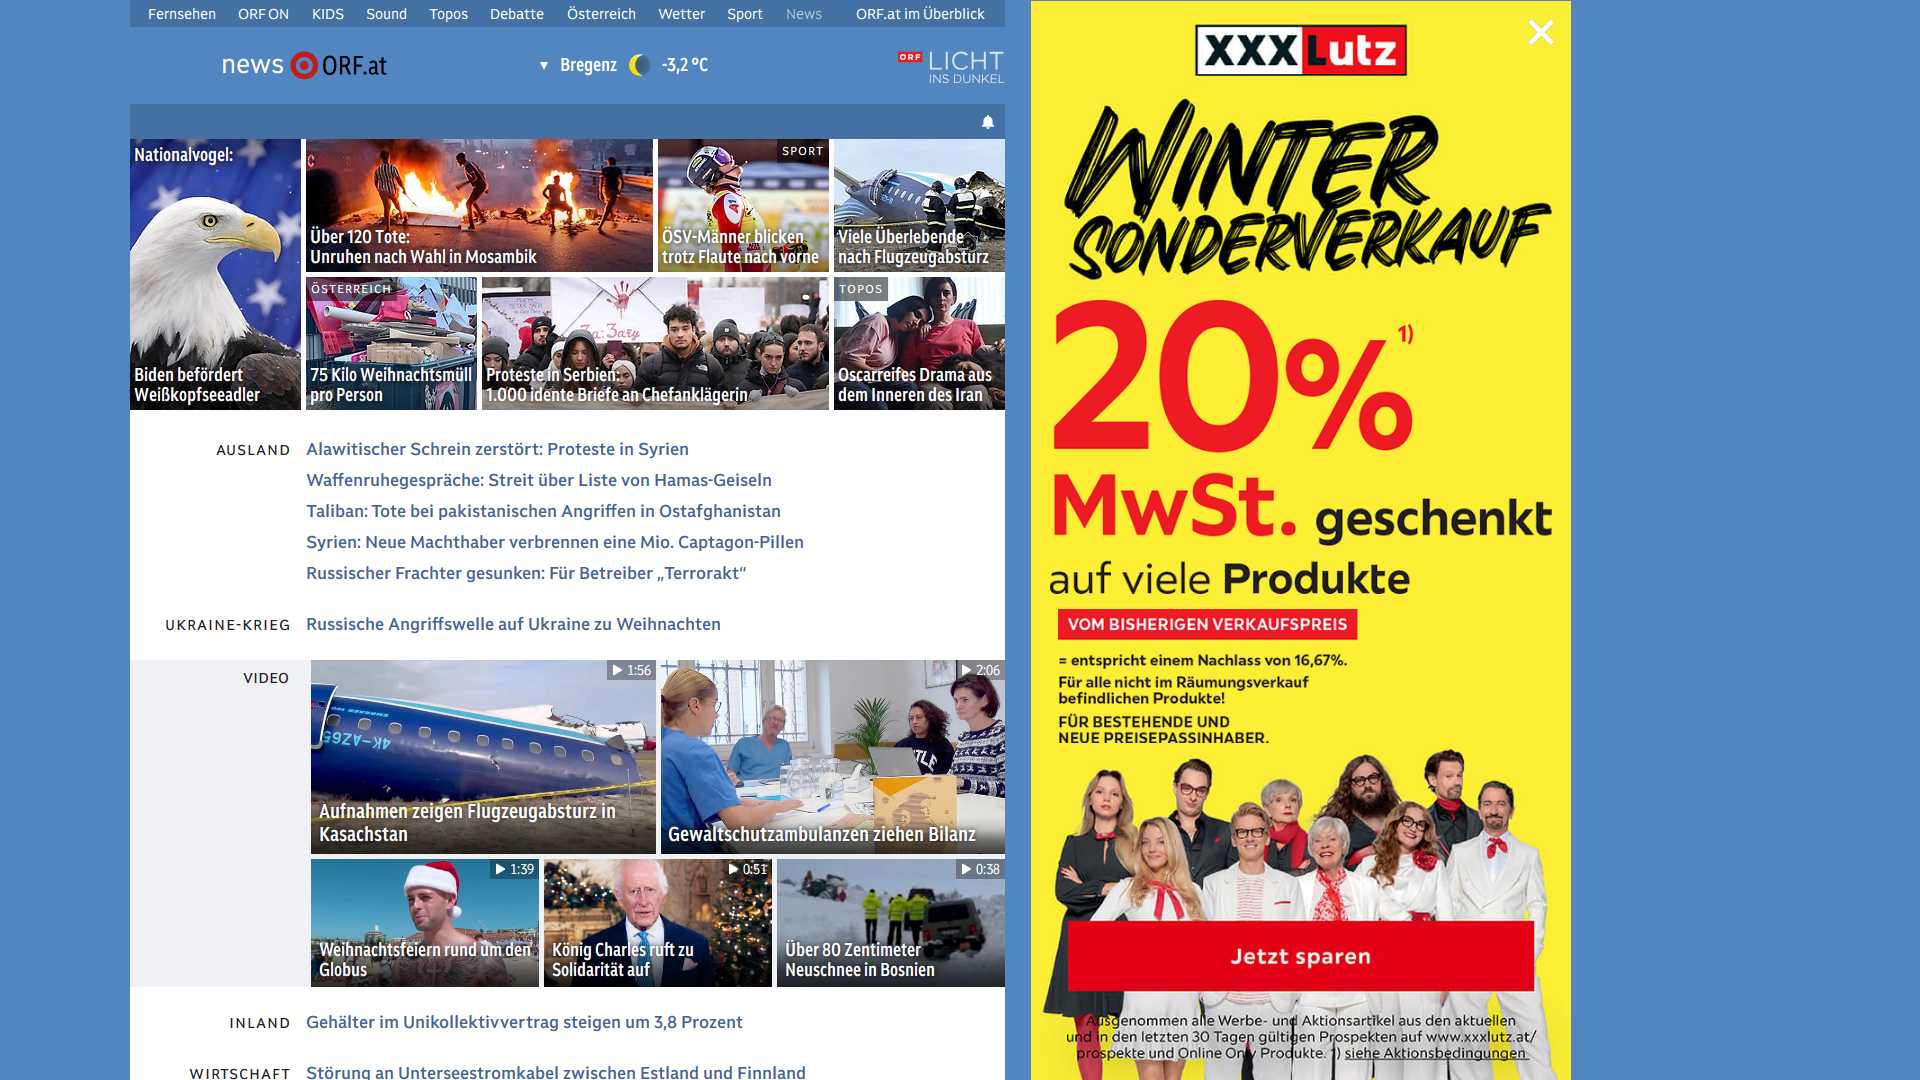 Fernsehen ORF ON KIDS Sound Topos Debatte Österreich Wetter Sport News ORF.at im Überblick
news ORF.at
▼ Bregenz -3,2 °C
ORF LICHT
INS DUNKEL
Nationalvogel:
Biden befördert
Weißkopfseeadler
Über 120 Tote:
Unruhen nach Wahl in Mosambik
SPORT
ÖSV-Männer blicken
trotz Flaute nach vorne
Viele Überlebende
nach Flugzeugabsturz
ÖSTERREICH
75 Kilo Weihnachtsmüll
pro Person
Proteste in Serbien:
1.000 idente Briefe an Chefanklägerin
TOPOS
Oscarreifes Drama aus
dem Inneren des Iran
AUSLAND
Alawitischer Schrein zerstört: Proteste in Syrien
Waffenruhegespräche: Streit über Liste von Hamas-Geiseln
Taliban: Tote bei pakistanischen Angriffen in Ostafghanistan
Syrien: Neue Machthaber verbrennen eine Mio. Captagon-Pillen
Russischer Frachter gesunken: Für Betreiber „Terrorakt“
UKRAINE-KRIEG
Russische Angriffswelle auf Ukraine zu Weihnachten
VIDEO
1:56
4K-AZ65
Aufnahmen zeigen Flugzeugabsturz in
Kasachstan
2:06
Gewaltschutzambulanzen ziehen Bilanz
1:39
Weihnachtsfeiern rund um den
Globus
0:51
König Charles ruft zu
Solidarität auf
0:38
Über 80 Zentimeter
Neuschnee in Bosnien
INLAND
Gehälter im Unikollektivvertrag steigen um 3,8 Prozent
WIRTSCHAFT
Störung an Unterseestromkabel zwischen Estland und Finnland
XXXLutz
WINTER
SONDERVERKAUF
20% 1)
MwSt. geschenkt
auf viele Produkte
VOM BISHERIGEN VERKAUFSPREIS
= entspricht einem Nachlass von 16,67%.
Für alle nicht im Räumungsverkauf
befindlichen Produkte!
FÜR BESTEHENDE UND
NEUE PREISEPASSINHABER.
Jetzt sparen
Ausgenommen alle Werbe- und Aktionsartikel aus den aktuellen
und in den letzten 30 Tagen gültigen Prospekten auf www.xxxlutz.at/
prospekte und Online Only Produkte. 1) siehe Aktionsbedingungen